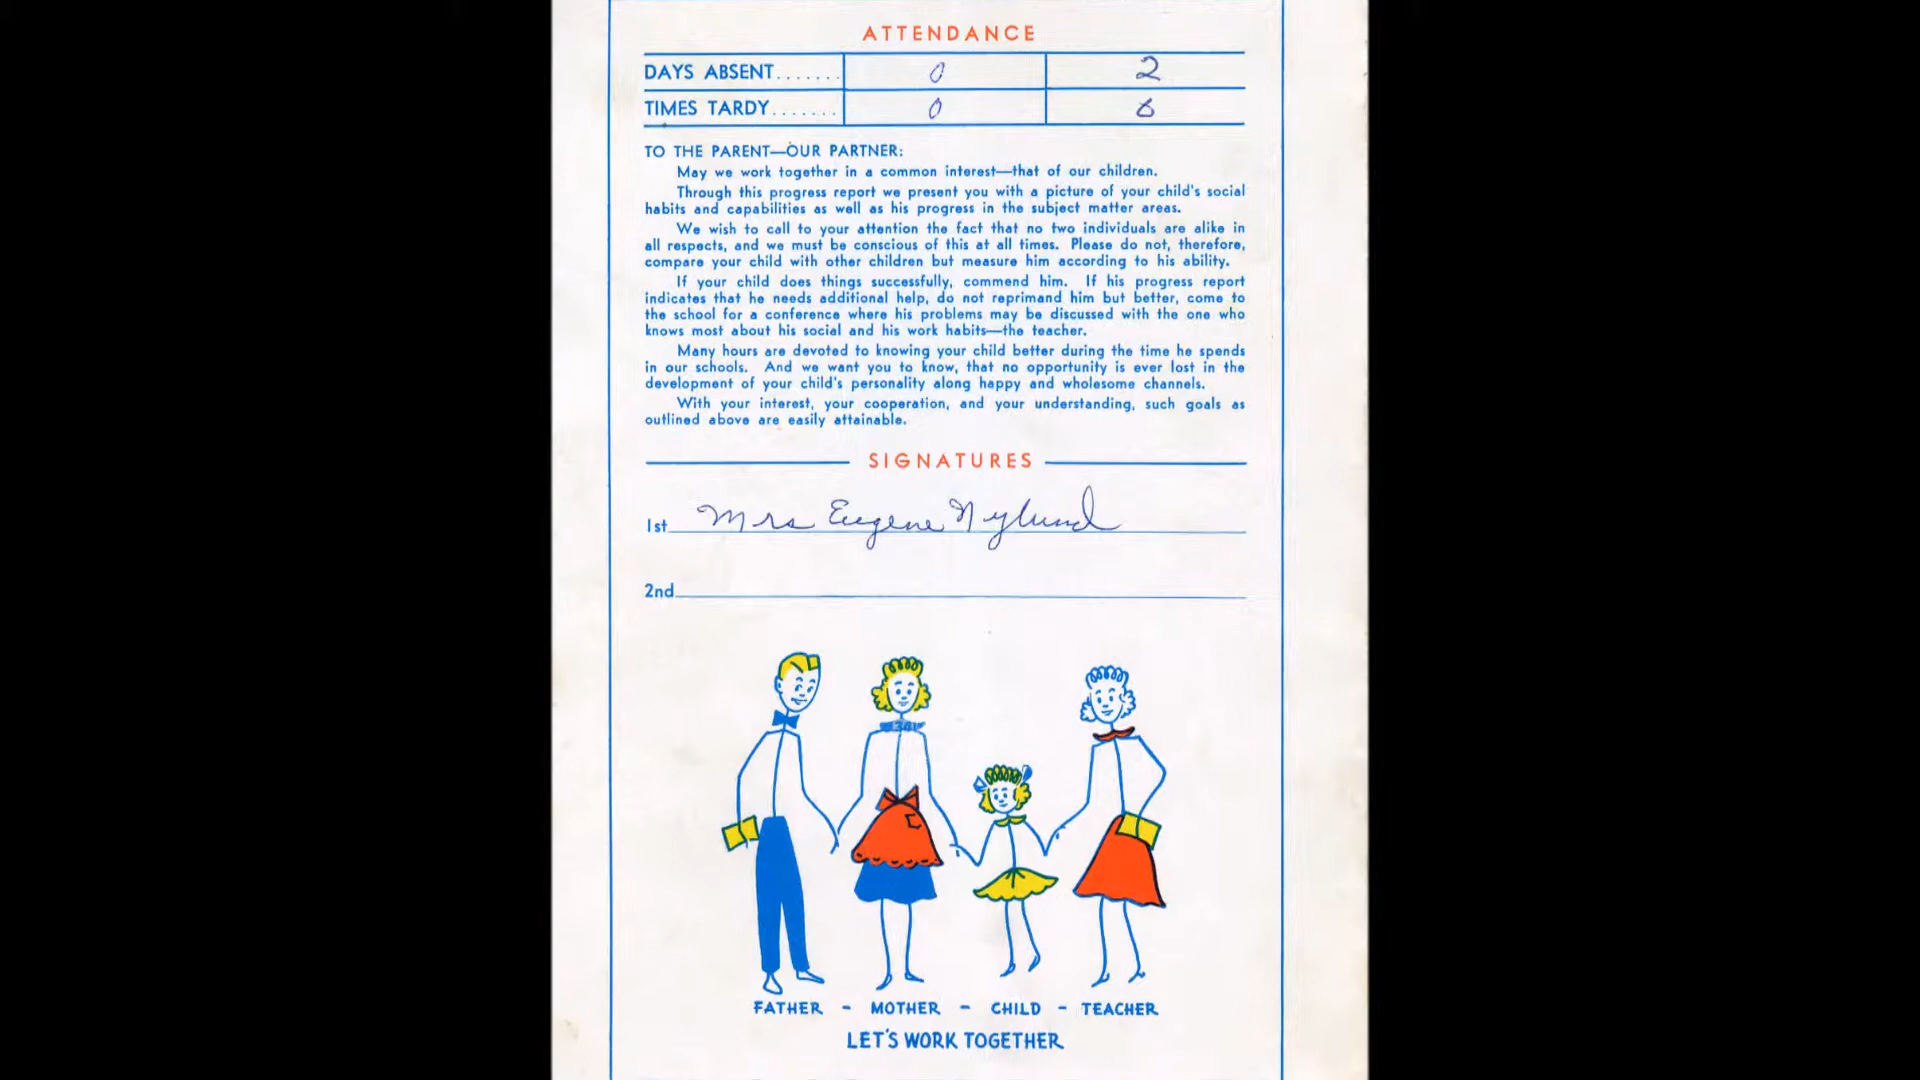 ATTENDANCE
DAYS ABSENT....... 0 2
TIMES TARDY....... 0 6
TO THE PARENT—OUR PARTNER:
May we work together in a common interest—that of our children.
Through this progress report we present you with a picture of your child's social
habits and capabilities as well as his progress in the subject matter areas.
We wish to call to your attention the fact that no two individuals are alike in
all respects, and we must be conscious of this at all times. Please do not, therefore,
compare your child with other children but measure him according to his ability.
If your child does things successfully, commend him. If his progress report
indicates that he needs additional help, do not reprimand him but better, come to
the school for a conference where his problems may be discussed with the one who
knows most about his social and his work habits—the teacher.
Many hours are devoted to knowing your child better during the time he spends
in our schools. And we want you to know, that no opportunity is ever lost in the
development of your child's personality along happy and wholesome channels.
With your interest, your cooperation, and your understanding, such goals as
outlined above are easily attainable.
SIGNATURES
1st Mrs Eugene Nylund
2nd
FATHER - MOTHER - CHILD - TEACHER
LET'S WORK TOGETHER